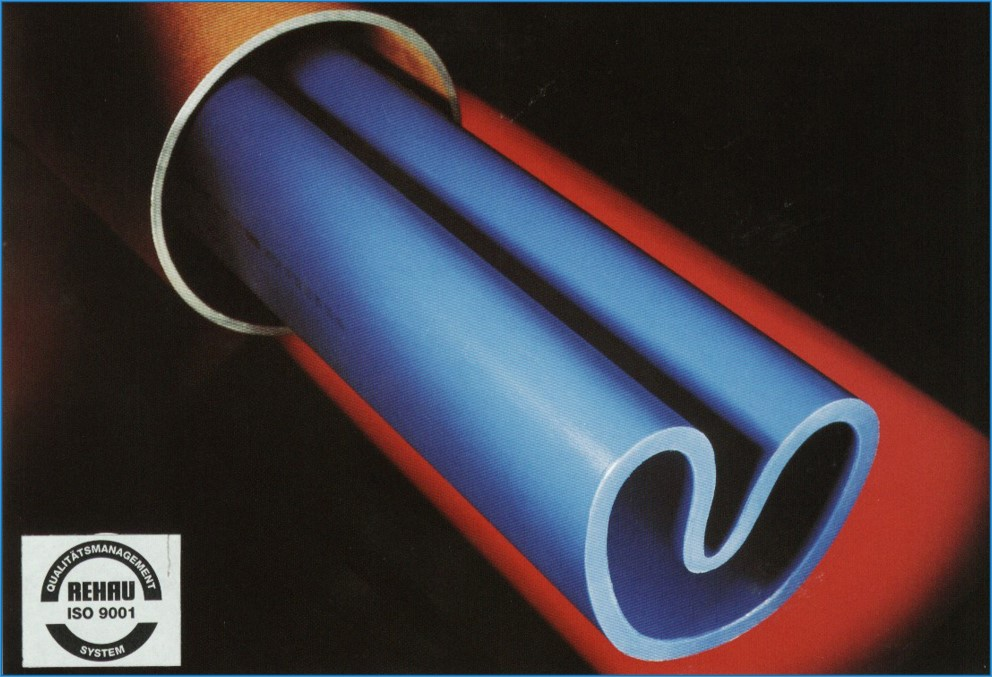 QUALITÄTSMANAGEMENT
REHAU
ISO 9001
SYSTEM